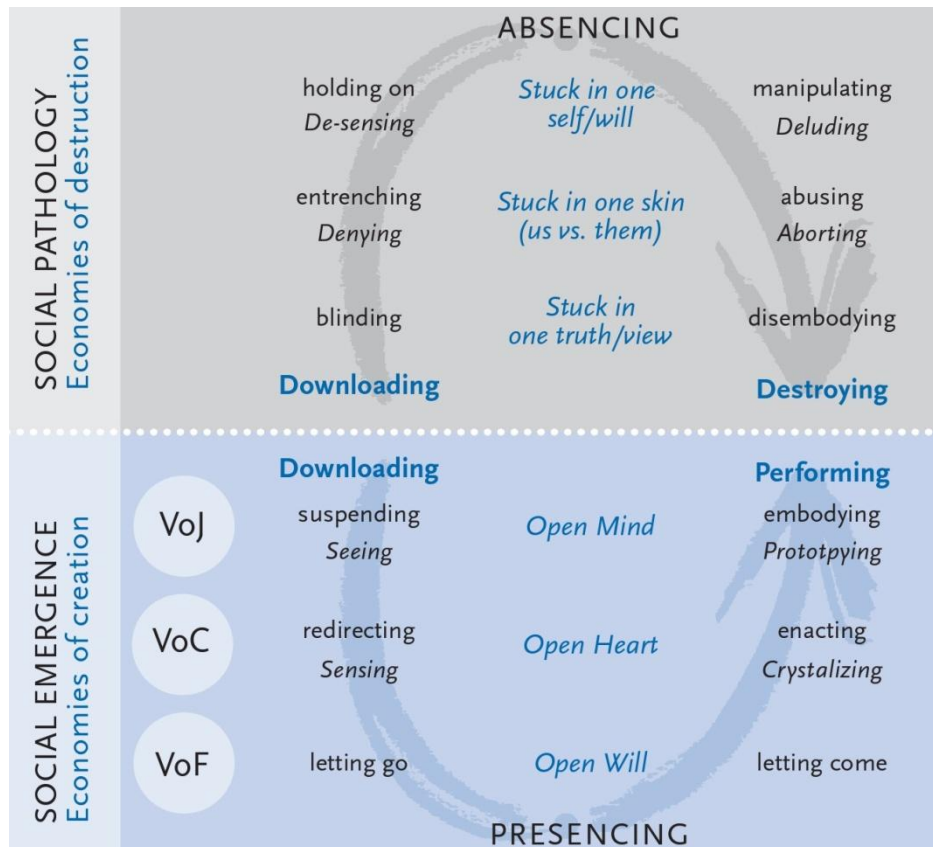 SOCIAL PATHOLOGY
Economies of destruction
ABSENCING
holding on
De-sensing
Stuck in one
self/will
manipulating
Deluding
entrenching
Denying
Stuck in one skin
(us vs. them)
abusing
Aborting
blinding
Stuck in
one truth/view
disembodying
Downloading
Destroying
SOCIAL EMERGENCE
Economies of creation
Downloading
Performing
VoJ
suspending
Seeing
Open Mind
embodying
Prototpying
VoC
redirecting
Sensing
Open Heart
enacting
Crystalizing
VoF
letting go
Open Will
letting come
PRESENCING